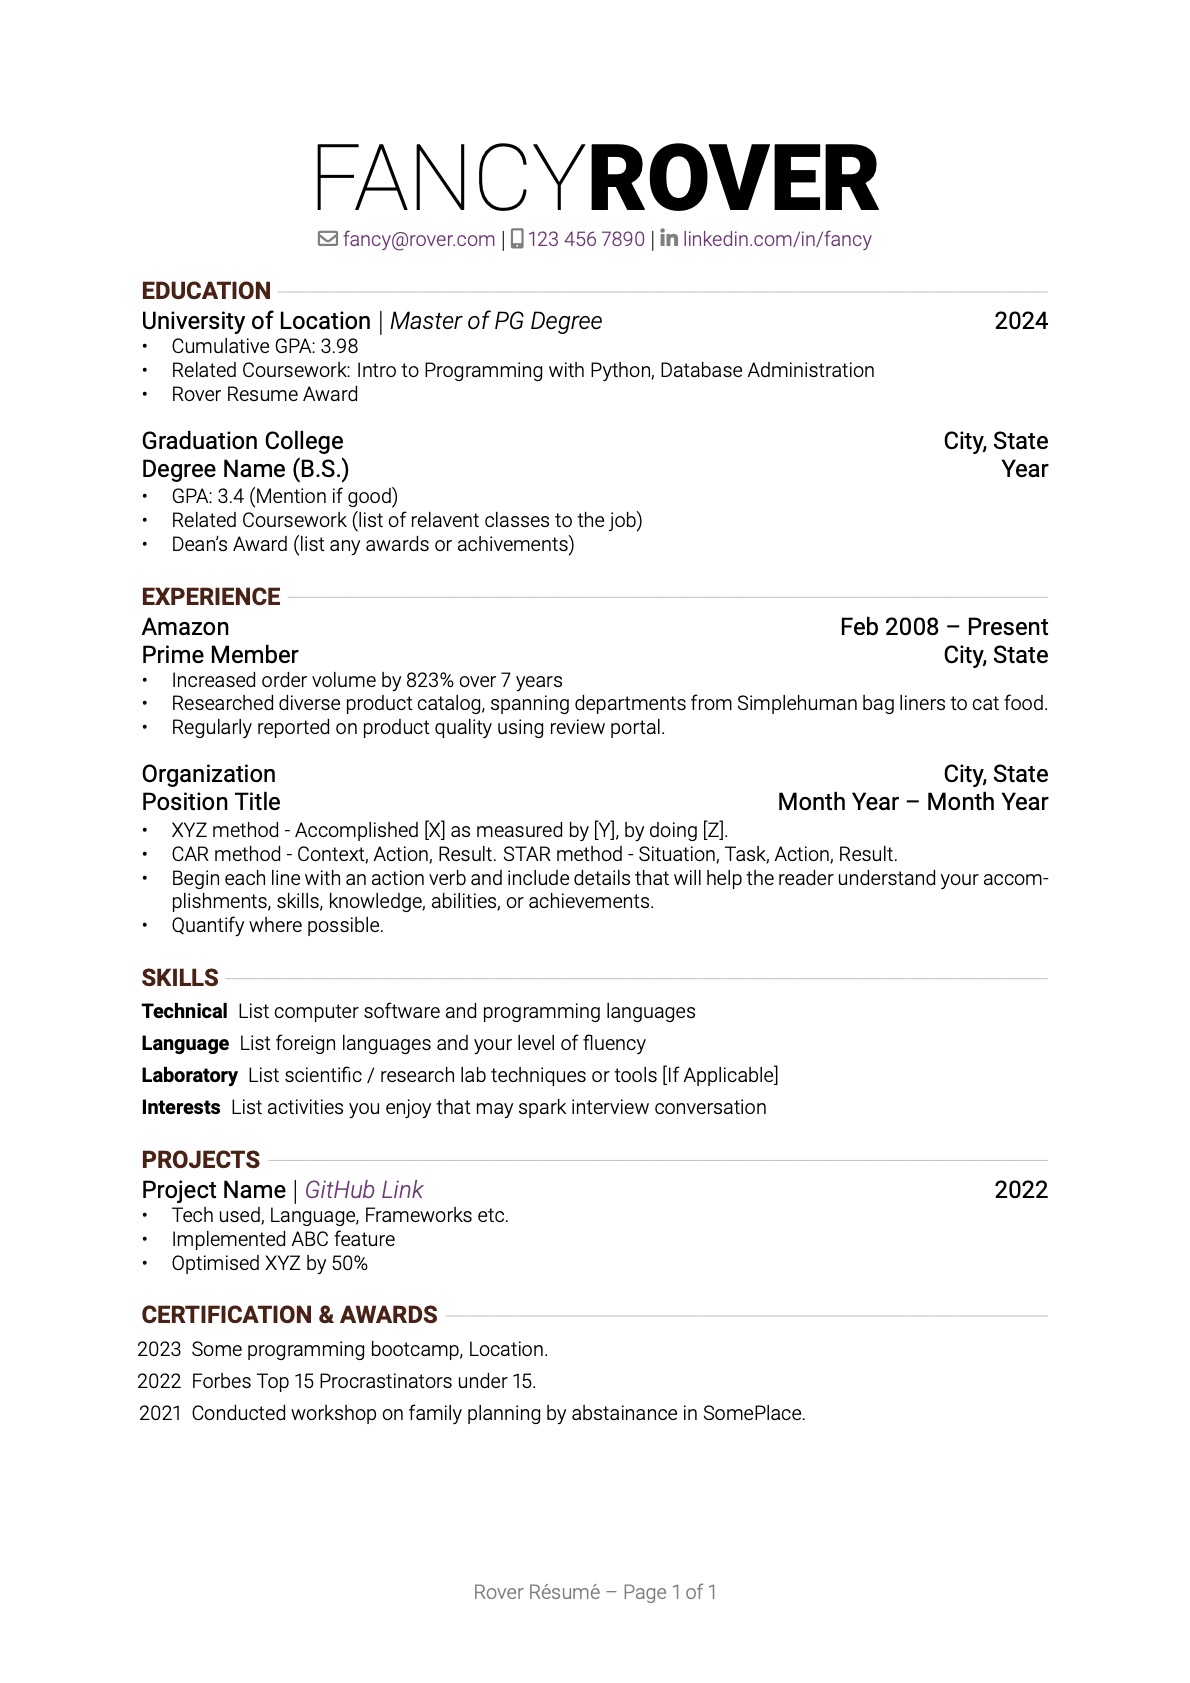 FANCYROVER
fancy@rover.com | 123 456 7890 | linkedin.com/in/fancy
EDUCATION
University of Location | Master of PG Degree 2024
• Cumulative GPA: 3.98
• Related Coursework: Intro to Programming with Python, Database Administration
• Rover Resume Award
Graduation College City, State
Degree Name (B.S.) Year
• GPA: 3.4 (Mention if good)
• Related Coursework (list of relavent classes to the job)
• Dean’s Award (list any awards or achivements)
EXPERIENCE
Amazon Feb 2008 – Present
Prime Member City, State
• Increased order volume by 823% over 7 years
• Researched diverse product catalog, spanning departments from Simplehuman bag liners to cat food.
• Regularly reported on product quality using review portal.
Organization City, State
Position Title Month Year – Month Year
• XYZ method - Accomplished [X] as measured by [Y], by doing [Z].
• CAR method - Context, Action, Result. STAR method - Situation, Task, Action, Result.
• Begin each line with an action verb and include details that will help the reader understand your accom-
plishments, skills, knowledge, abilities, or achievements.
• Quantify where possible.
SKILLS
Technical List computer software and programming languages
Language List foreign languages and your level of fluency
Laboratory List scientific / research lab techniques or tools [If Applicable]
Interests List activities you enjoy that may spark interview conversation
PROJECTS
Project Name | GitHub Link 2022
• Tech used, Language, Frameworks etc.
• Implemented ABC feature
• Optimised XYZ by 50%
CERTIFICATION & AWARDS
2023 Some programming bootcamp, Location.
2022 Forbes Top 15 Procrastinators under 15.
2021 Conducted workshop on family planning by abstainance in SomePlace.
Rover Résumé – Page 1 of 1